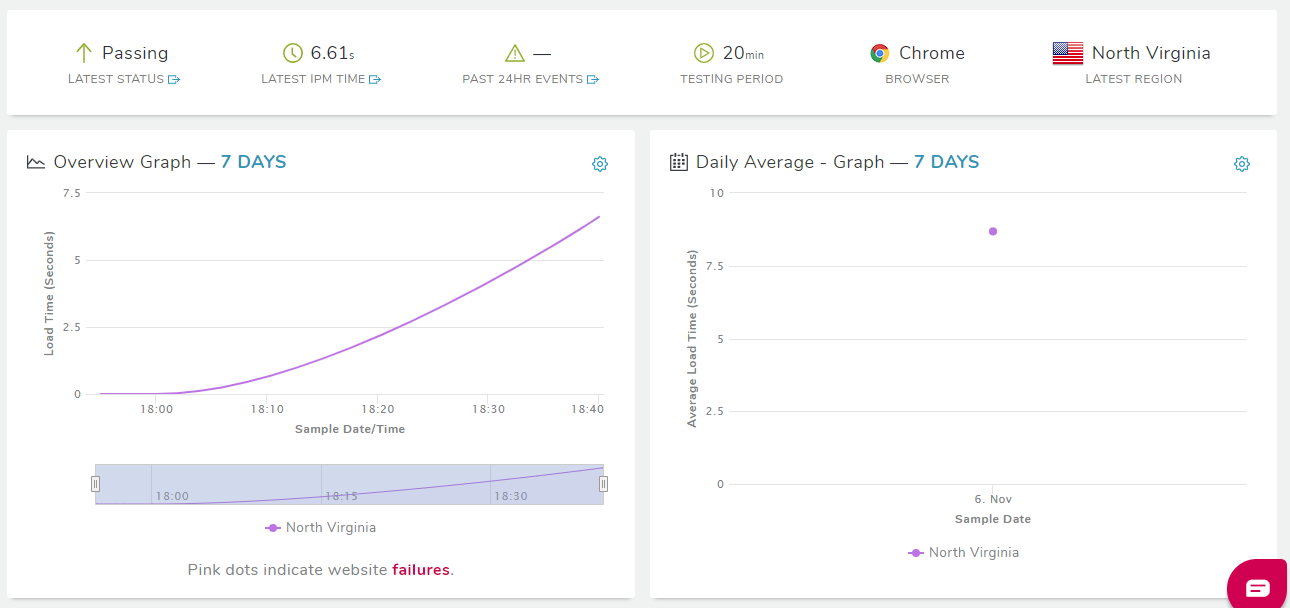 Passing
LATEST STATUS
6.61s
LATEST IPM TIME
—
PAST 24HR EVENTS
20min
TESTING PERIOD
Chrome
BROWSER
North Virginia
LATEST REGION
Overview Graph — 7 DAYS
7.5
5
2.5
0
Load Time (Seconds)
18:00 18:10 18:20 18:30 18:40
Sample Date/Time
18:00 18:15 18:30
North Virginia
Pink dots indicate website failures.
Daily Average - Graph — 7 DAYS
10
7.5
5
2.5
0
Average Load Time (Seconds)
6. Nov
Sample Date
North Virginia